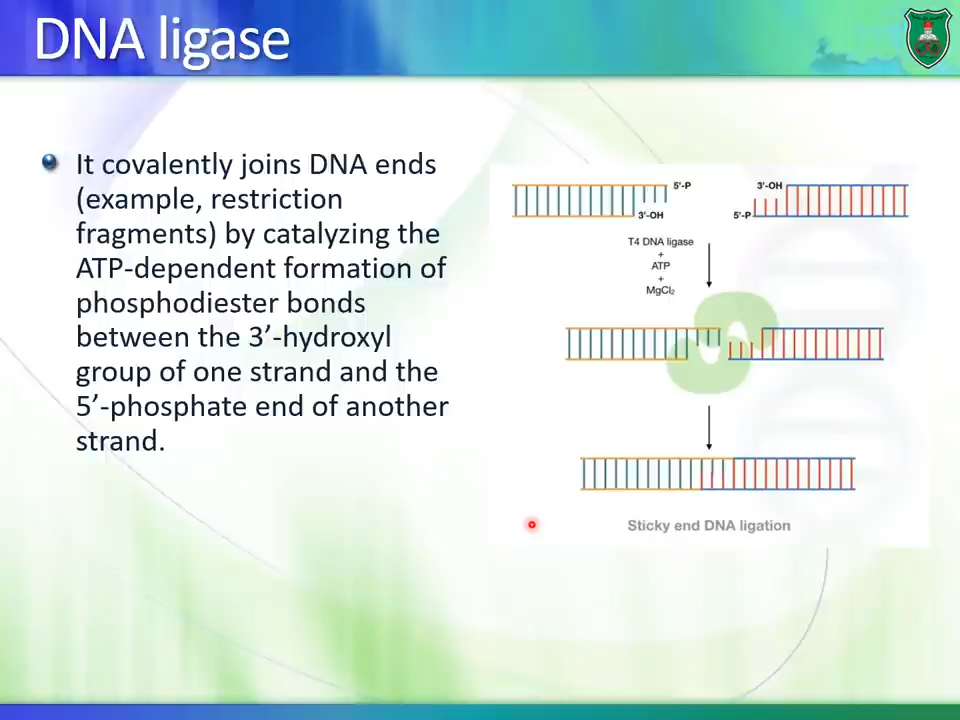 DNA ligase
It covalently joins DNA ends
(example, restriction
fragments) by catalyzing the
ATP-dependent formation of
phosphodiester bonds
between the 3’-hydroxyl
group of one strand and the
5’-phosphate end of another
strand.
5'-P
3'-OH
3'-OH
5'-P
T4 DNA ligase
+
ATP
+
MgCl₂
Sticky end DNA ligation